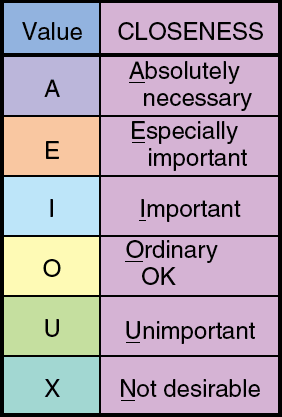 Value CLOSENESS
A Absolutely
necessary
E Especially
important
I Important
O Ordinary
OK
U Unimportant
X Not desirable